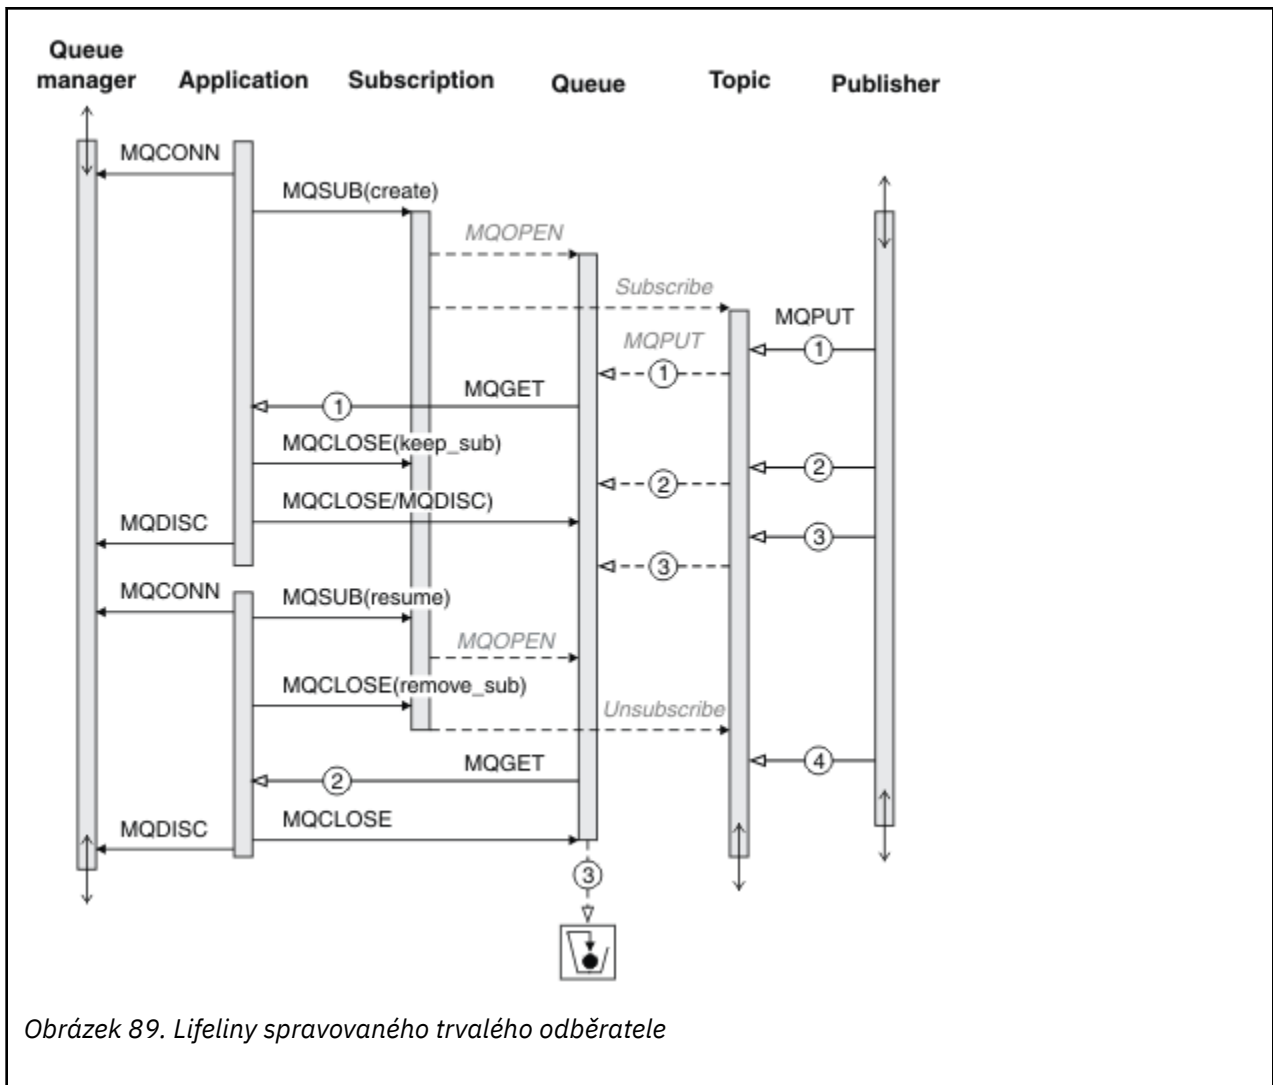 Queue
manager
Application
Subscription
Queue
Topic
Publisher
MQCONN
MQSUB(create)
MQOPEN
Subscribe
MQPUT
1
MQPUT
1
MQGET
1
MQCLOSE(keep_sub)
2
2
MQCLOSE/MQDISC)
MQDISC
3
3
MQCONN
MQSUB(resume)
MQOPEN
MQCLOSE(remove_sub)
Unsubscribe
MQGET
2
4
MQCLOSE
MQDISC
3
Obrázek 89. Lifeliny spravovaného trvalého odběratele